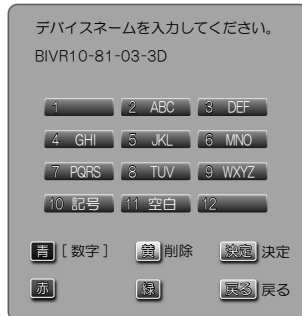 デバイスネームを入力してください。
BIVR10-81-03-3D
1 2 ABC 3 DEF
4 GHI 5 JKL 6 MNO
7 PQRS 8 TUV 9 WXYZ
10 記号 11 空白 12
青 [ 数字 ] 黄 削除 決定 決定
赤 緑 戻る 戻る